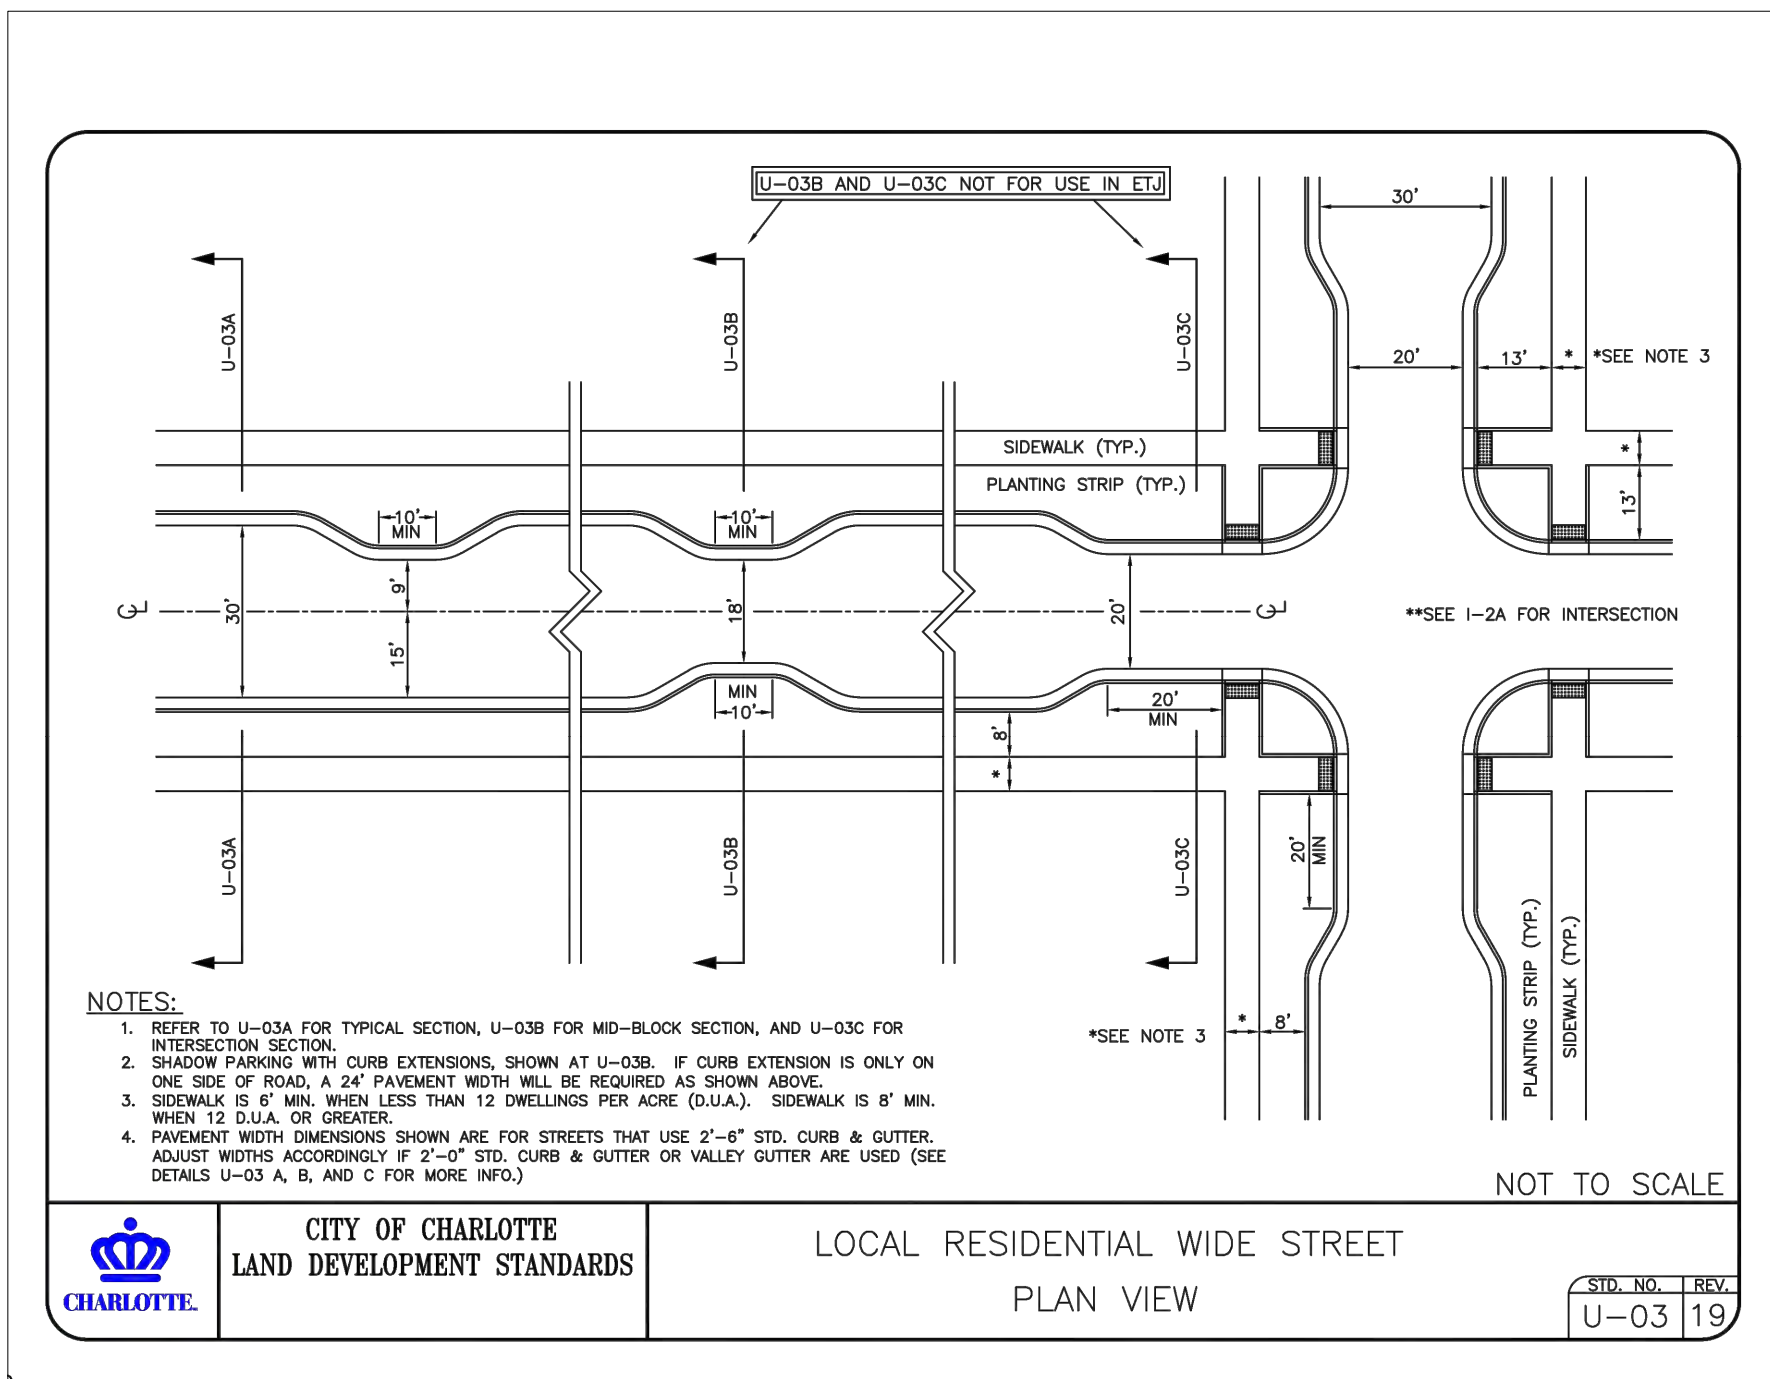 U-03B AND U-03C NOT FOR USE IN ETJ
30'
U-03A
U-03B
U-03C
20'
13'
*
*SEE NOTE 3
SIDEWALK (TYP.)
*
PLANTING STRIP (TYP.)
13'
10'
MIN
10'
MIN
9'
℄
30'
18'
20'
℄
**SEE I-2A FOR INTERSECTION
15'
MIN
10'
20'
MIN
8'
*
U-03A
U-03B
U-03C
20'
MIN
PLANTING STRIP (TYP.)
SIDEWALK (TYP.)
*SEE NOTE 3
*
8'
NOTES:
1. REFER TO U-03A FOR TYPICAL SECTION, U-03B FOR MID-BLOCK SECTION, AND U-03C FOR
INTERSECTION SECTION.
2. SHADOW PARKING WITH CURB EXTENSIONS, SHOWN AT U-03B. IF CURB EXTENSION IS ONLY ON
ONE SIDE OF ROAD, A 24' PAVEMENT WIDTH WILL BE REQUIRED AS SHOWN ABOVE.
3. SIDEWALK IS 6' MIN. WHEN LESS THAN 12 DWELLINGS PER ACRE (D.U.A.). SIDEWALK IS 8' MIN.
WHEN 12 D.U.A. OR GREATER.
4. PAVEMENT WIDTH DIMENSIONS SHOWN ARE FOR STREETS THAT USE 2'-6" STD. CURB & GUTTER.
ADJUST WIDTHS ACCORDINGLY IF 2'-0" STD. CURB & GUTTER OR VALLEY GUTTER ARE USED (SEE
DETAILS U-03 A, B, AND C FOR MORE INFO.)
NOT TO SCALE
CHARLOTTE.
CITY OF CHARLOTTE
LAND DEVELOPMENT STANDARDS
LOCAL RESIDENTIAL WIDE STREET
PLAN VIEW
STD. NO.
REV.
U-03
19